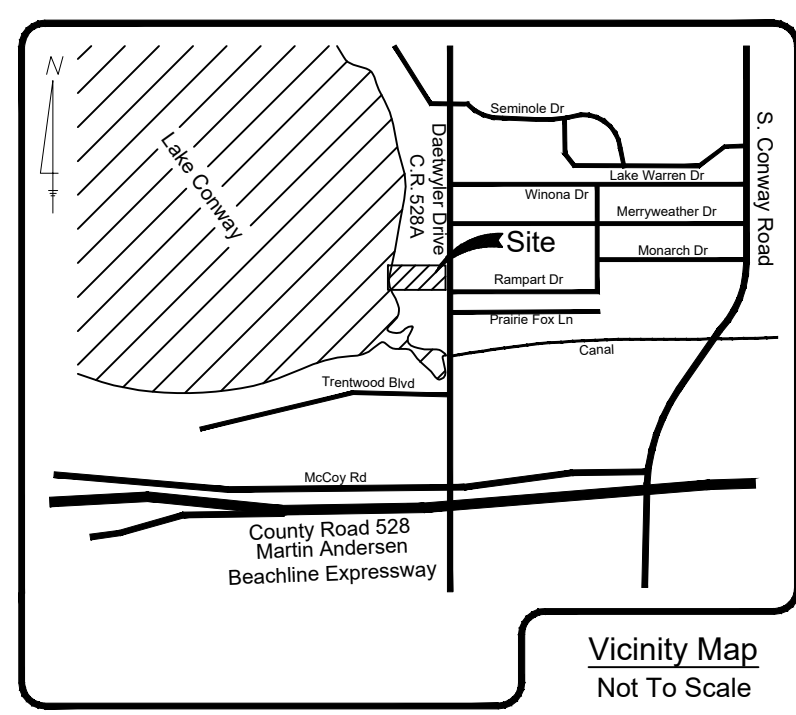 N
Lake Conway
Daetwyler Drive
C.R. 528A
Seminole Dr
S. Conway Road
Lake Warren Dr
Winona Dr
Merryweather Dr
Site
Monarch Dr
Rampart Dr
Prairie Fox Ln
Canal
Trentwood Blvd
McCoy Rd
County Road 528
Martin Andersen
Beachline Expressway
Vicinity Map
Not To Scale